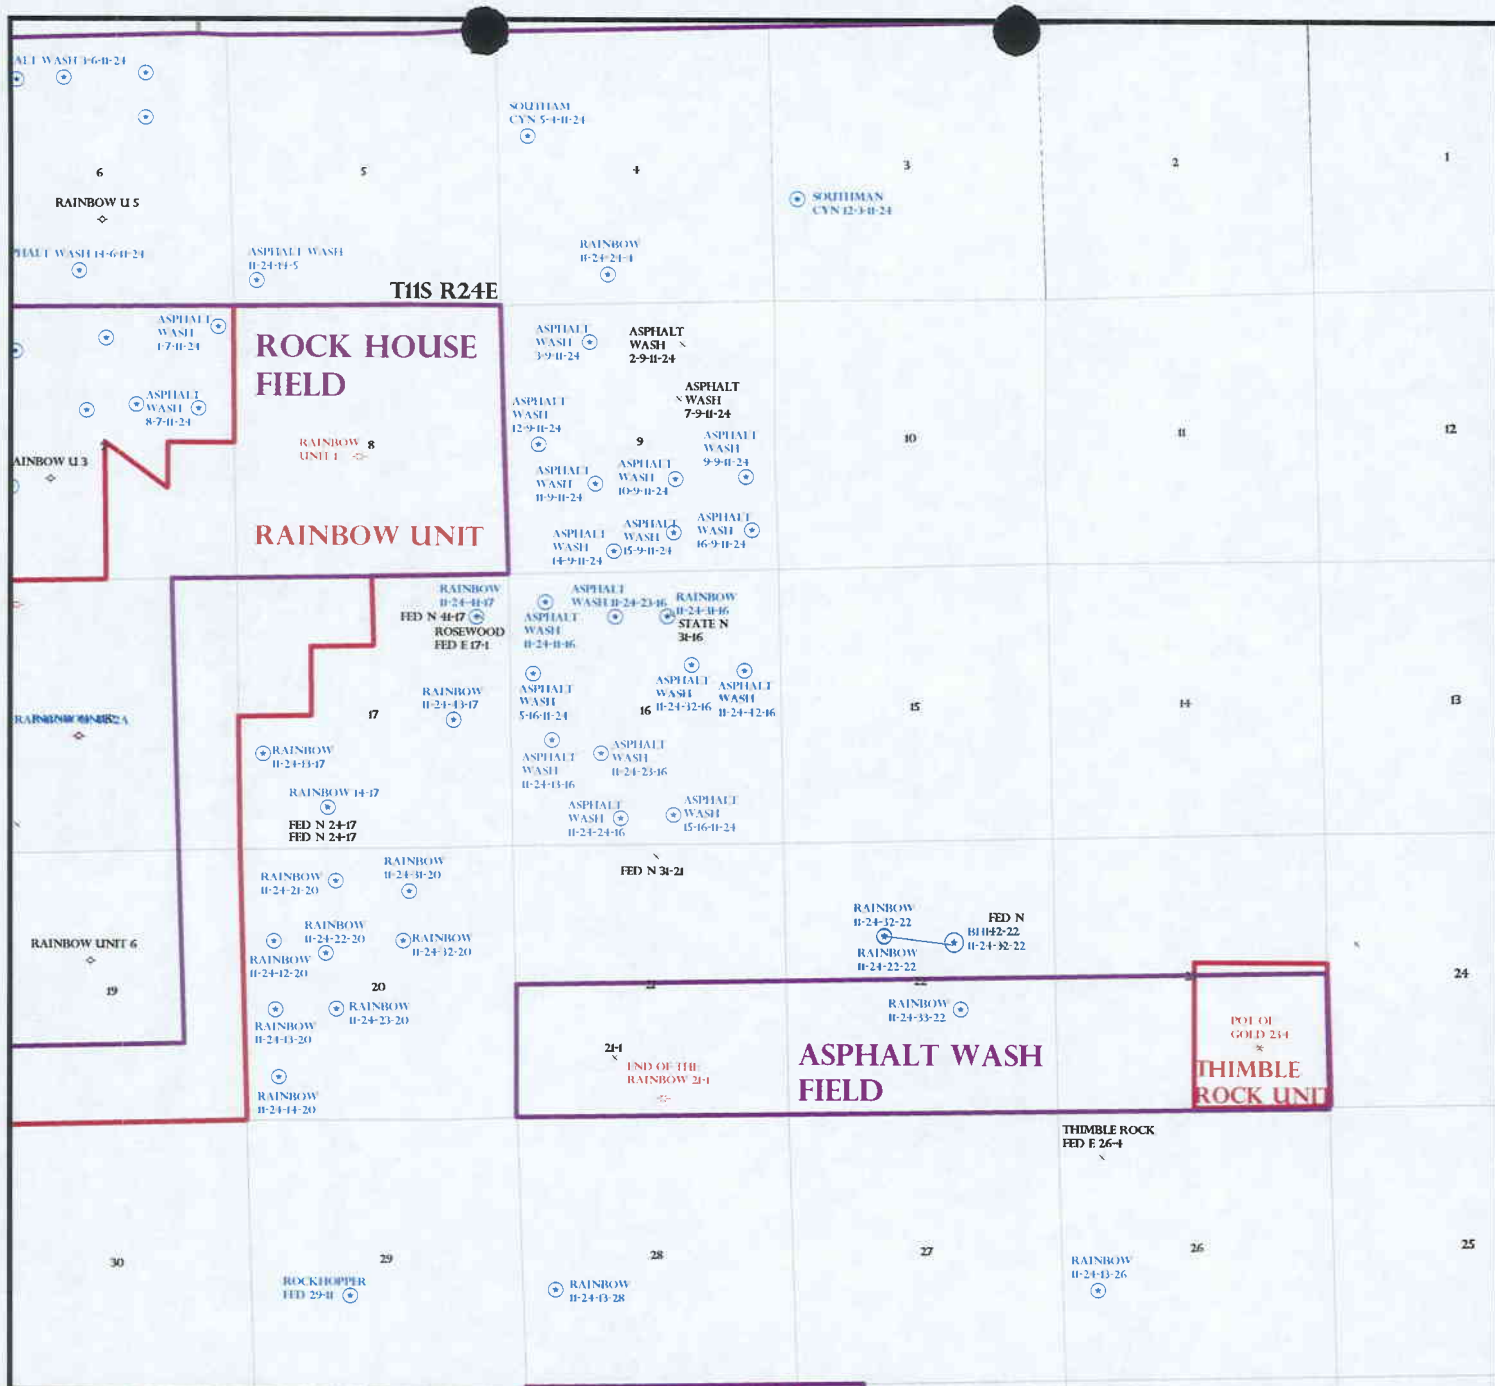 ALT WASH 3-6-11-24
SOUTHAM
CYN 5-4-11-24
6
5
4
3
2
1
RAINBOW U 5
SOUTHMAN
CYN 12-3-11-24
PHALT WASH 14-6-11-24
ASPHALT WASH
11-24-14-5
RAINBOW
11-24-24-4
T11S R24E
ASPHALT
WASH
1-7-11-24
ROCK HOUSE
FIELD
ASPHALT
WASH
3-9-11-24
ASPHALT
WASH
2-9-11-24
ASPHALT
WASH
8-7-11-24
ASPHALT
WASH
12-9-11-24
ASPHALT
WASH
7-9-11-24
RAINBOW
UNIT 1
8
9
ASPHALT
WASH
9-9-11-24
10
11
12
AINBOW U 3
ASPHALT
WASH
11-9-11-24
ASPHALT
WASH
10-9-11-24
RAINBOW UNIT
ASPHALT
WASH
14-9-11-24
ASPHALT
WASH
15-9-11-24
ASPHALT
WASH
16-9-11-24
RAINBOW
11-24-41-17
FED N 41-17
ROSEWOOD
FED E 17-1
ASPHALT
WASH 11-24-23-16
ASPHALT
WASH
11-24-11-16
RAINBOW
11-24-31-16
STATE N
31-16
RAINBOW
11-24-43-17
ASPHALT
WASH
5-16-11-24
ASPHALT
WASH
11-24-32-16
ASPHALT
WASH
11-24-42-16
17
16
15
14
13
RAINBOW
11-24-13-17
ASPHALT
WASH
11-24-13-16
ASPHALT
WASH
11-24-23-16
RAINBOW 14-17
FED N 24-17
FED N 24-17
ASPHALT
WASH
11-24-24-16
ASPHALT
WASH
15-16-11-24
RAINBOW
11-24-21-20
RAINBOW
11-24-31-20
FED N 31-21
RAINBOW UNIT 6
RAINBOW
11-24-22-20
RAINBOW
11-24-32-20
RAINBOW
11-24-12-20
RAINBOW
11-24-32-22
RAINBOW
11-24-22-22
FED N
11-24-42-22
19
20
21
22
24
RAINBOW
11-24-13-20
RAINBOW
11-24-23-20
RAINBOW
11-24-33-22
21-1
END OF THE
RAINBOW 21-1
ASPHALT WASH
FIELD
POT OF
GOLD 23-1
THIMBLE
ROCK UNIT
RAINBOW
11-24-14-20
THIMBLE ROCK
FED E 26-4
30
29
28
27
26
25
ROCKHOPPER
FED 29-11
RAINBOW
11-24-13-28
RAINBOW
11-24-13-26